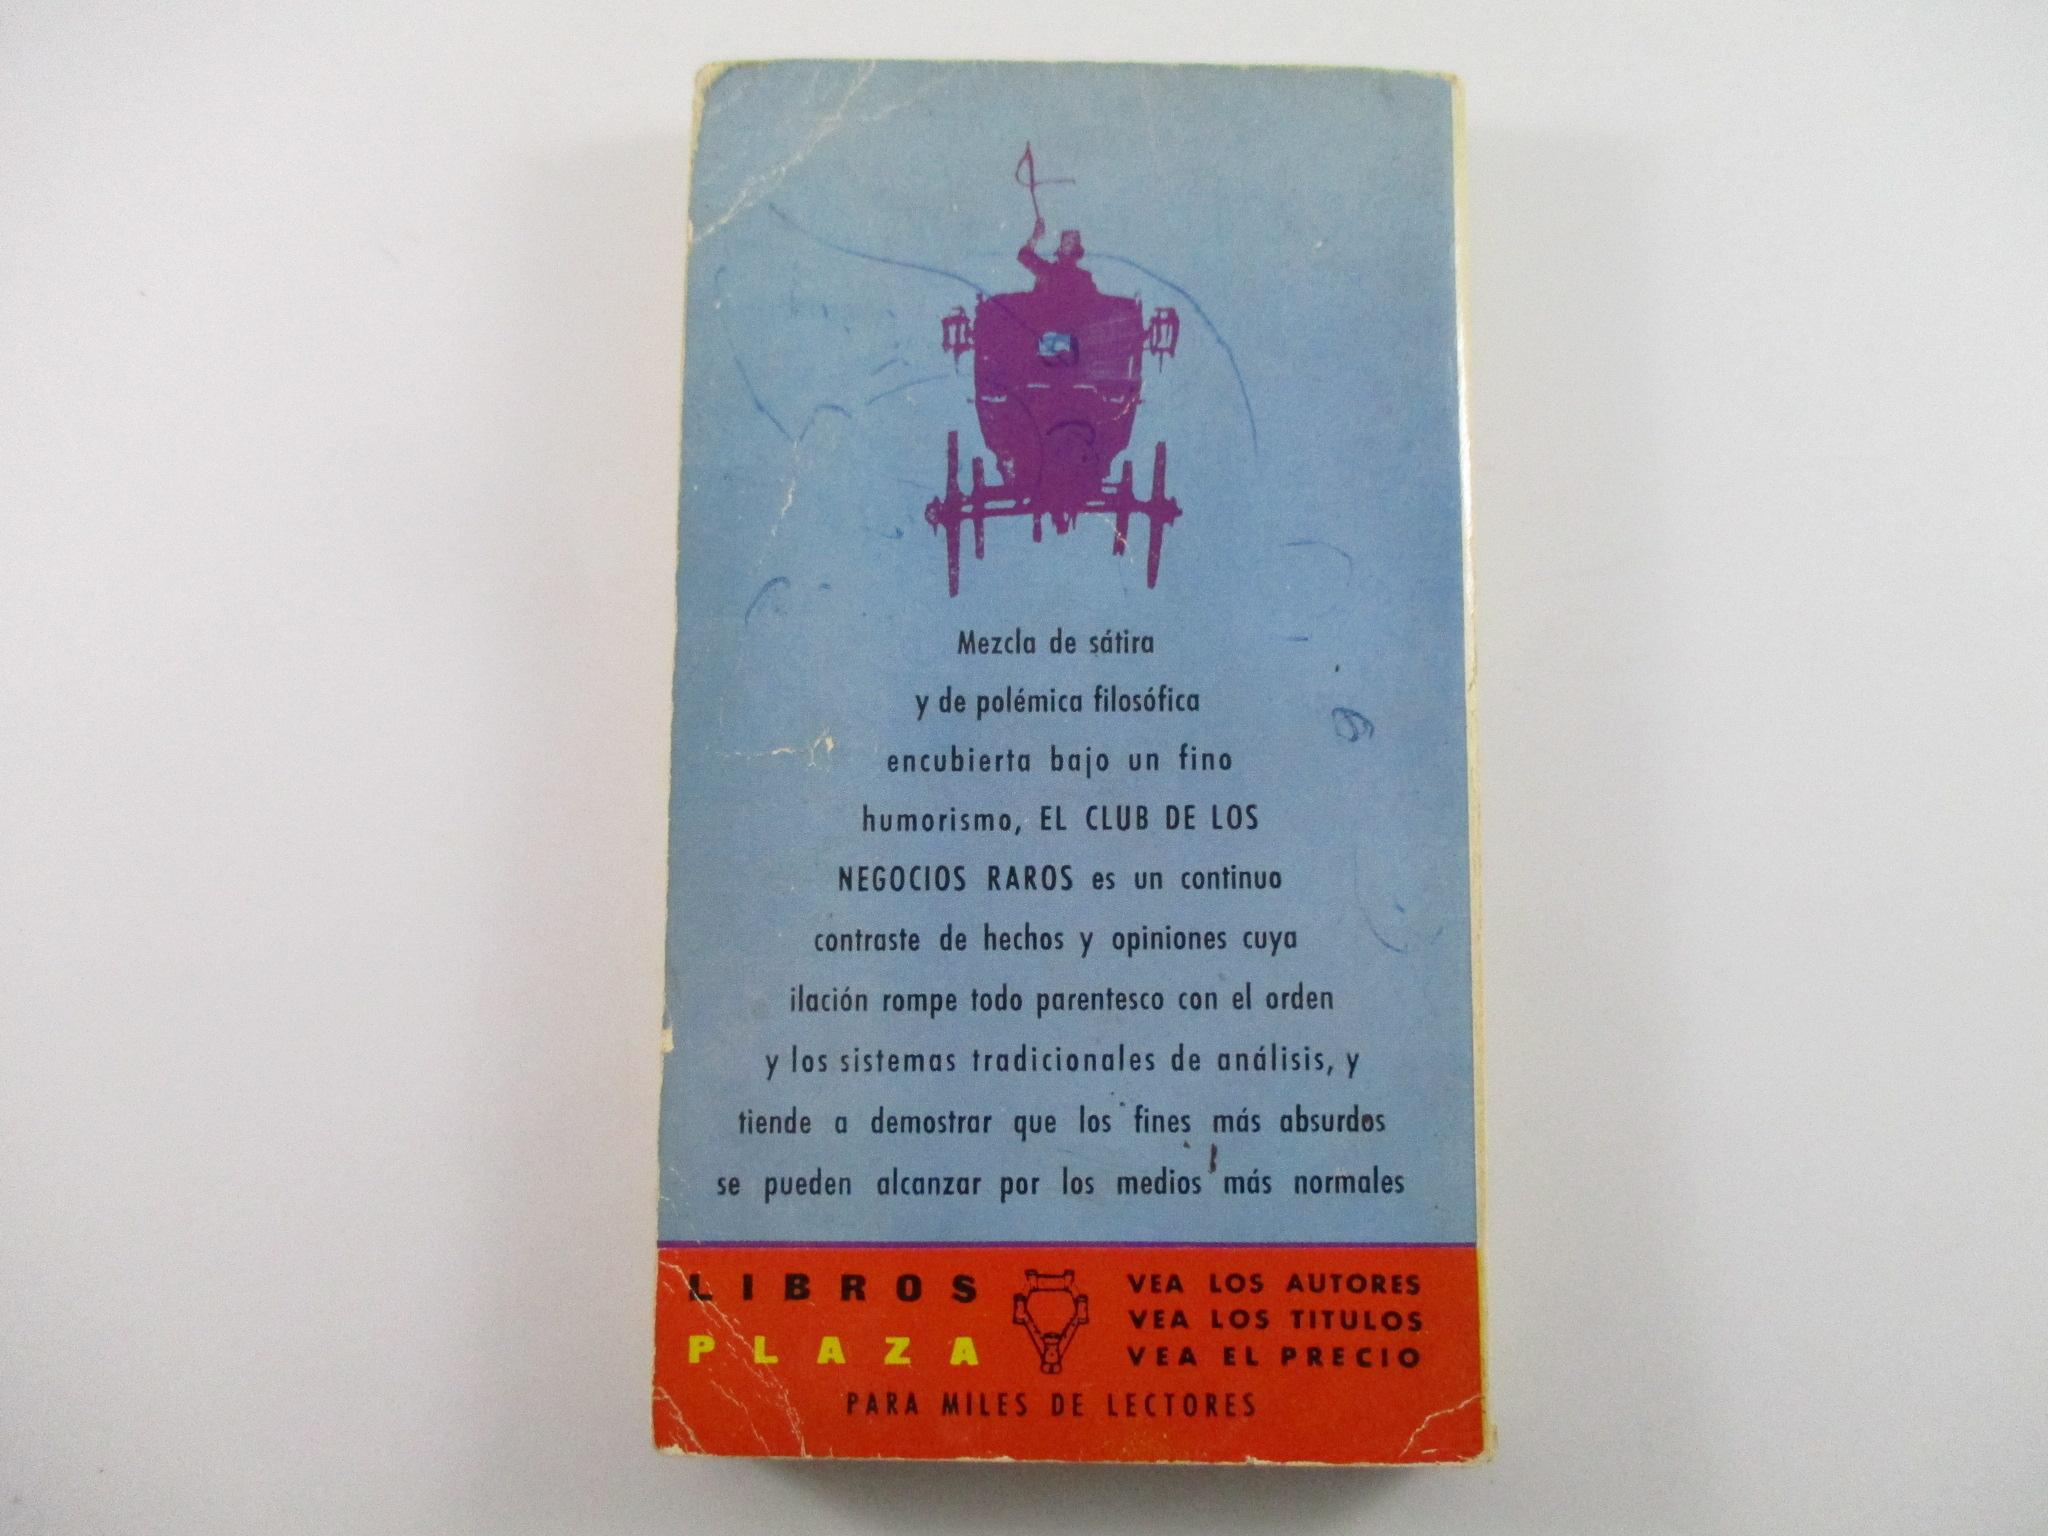 Mezcla de sátira
y de polémica filosófica
encubierta bajo un fino
humorismo, EL CLUB DE LOS
NEGOCIOS RAROS es un continuo
contraste de hechos y opiniones cuya
ilación rompe todo parentesco con el orden
y los sistemas tradicionales de análisis, y
tiende a demostrar que los fines más absurdos
se pueden alcanzar por los medios más normales
LIBROS
PLAZA
VEA LOS AUTORES
VEA LOS TITULOS
VEA EL PRECIO
PARA MILES DE LECTORES